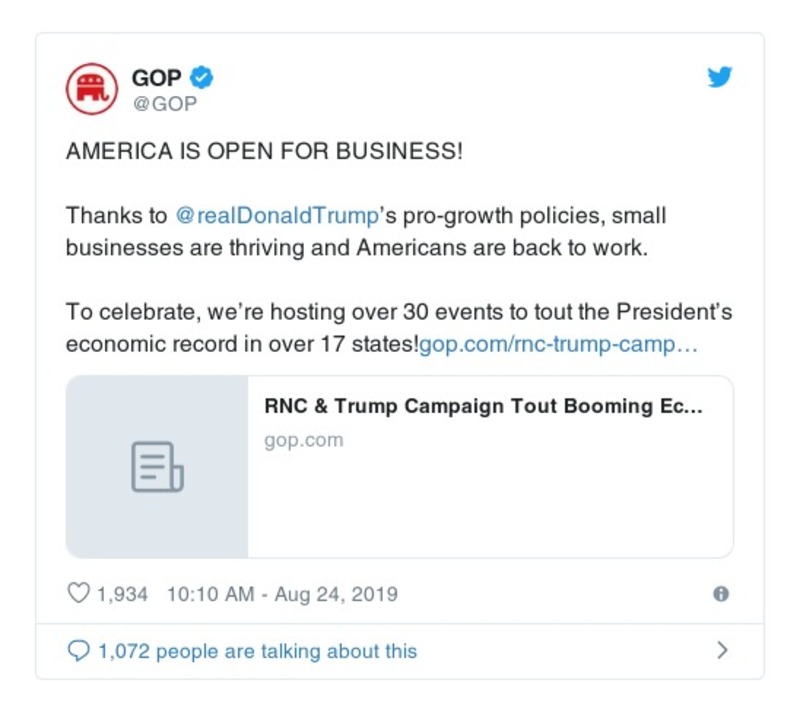 GOP
@GOP
AMERICA IS OPEN FOR BUSINESS!
Thanks to @realDonaldTrump’s pro-growth policies, small
businesses are thriving and Americans are back to work.
To celebrate, we’re hosting over 30 events to tout the President’s
economic record in over 17 states!gop.com/rnc-trump-camp…
RNC & Trump Campaign Tout Booming Ec...
gop.com
1,934 10:10 AM - Aug 24, 2019
1,072 people are talking about this